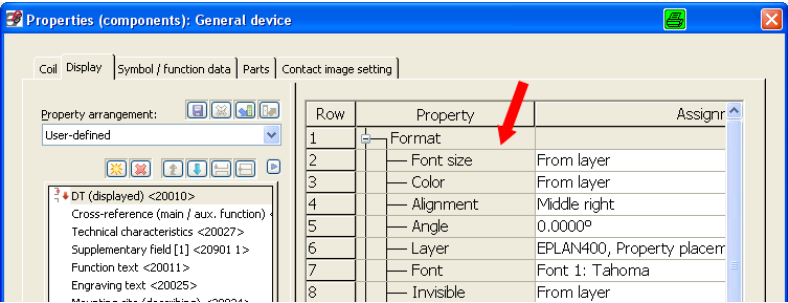 Properties (components): General device
Coil Display Symbol / function data Parts Contact image setting
Property arrangement:
User-defined
DT (displayed) <20010>
Cross-reference (main / aux. function)
Technical characteristics <20027>
Supplementary field [1] <20901 1>
Function text <20011>
Engraving text <20025>
Row Property
1 Format
2 Font size From layer
3 Color From layer
4 Alignment Middle right
5 Angle 0.0000°
6 Layer EPLAN400, Property
7 Font Font 1: Tahoma
8 Invisible From layer